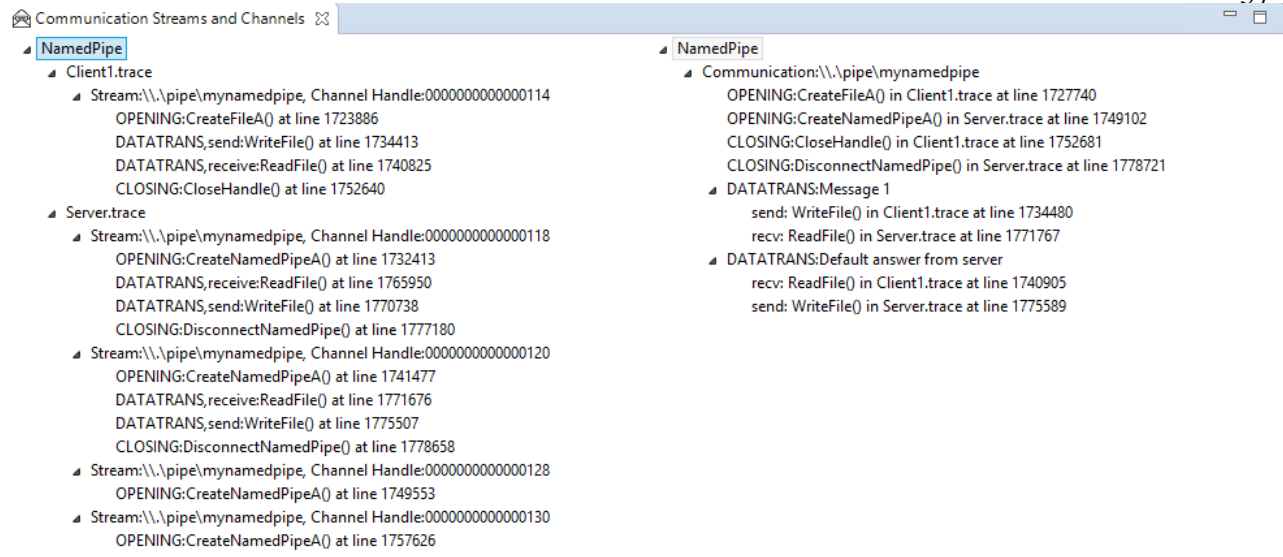 Communication Streams and Channels
NamedPipe
Client1.trace
Stream:\\.\pipe\mynamedpipe, Channel Handle:0000000000000114
OPENING:CreateFileA() at line 1723886
DATATRANS,send:WriteFile() at line 1734413
DATATRANS,receive:ReadFile() at line 1740825
CLOSING:CloseHandle() at line 1752640
Server.trace
Stream:\\.\pipe\mynamedpipe, Channel Handle:0000000000000118
OPENING:CreateNamedPipeA() at line 1732413
DATATRANS,receive:ReadFile() at line 1765950
DATATRANS,send:WriteFile() at line 1770738
CLOSING:DisconnectNamedPipe() at line 1777180
Stream:\\.\pipe\mynamedpipe, Channel Handle:0000000000000120
OPENING:CreateNamedPipeA() at line 1741477
DATATRANS,receive:ReadFile() at line 1771676
DATATRANS,send:WriteFile() at line 1775507
CLOSING:DisconnectNamedPipe() at line 1778658
Stream:\\.\pipe\mynamedpipe, Channel Handle:0000000000000128
OPENING:CreateNamedPipeA() at line 1749553
Stream:\\.\pipe\mynamedpipe, Channel Handle:0000000000000130
OPENING:CreateNamedPipeA() at line 1757626
NamedPipe
Communication:\\.\pipe\mynamedpipe
OPENING:CreateFileA() in Client1.trace at line 1727740
OPENING:CreateNamedPipeA() in Server.trace at line 1749102
CLOSING:CloseHandle() in Client1.trace at line 1752681
CLOSING:DisconnectNamedPipe() in Server.trace at line 1778721
DATATRANS:Message 1
send: WriteFile() in Client1.trace at line 1734480
recv: ReadFile() in Server.trace at line 1771767
DATATRANS:Default answer from server
recv: ReadFile() in Client1.trace at line 1740905
send: WriteFile() in Server.trace at line 1775589